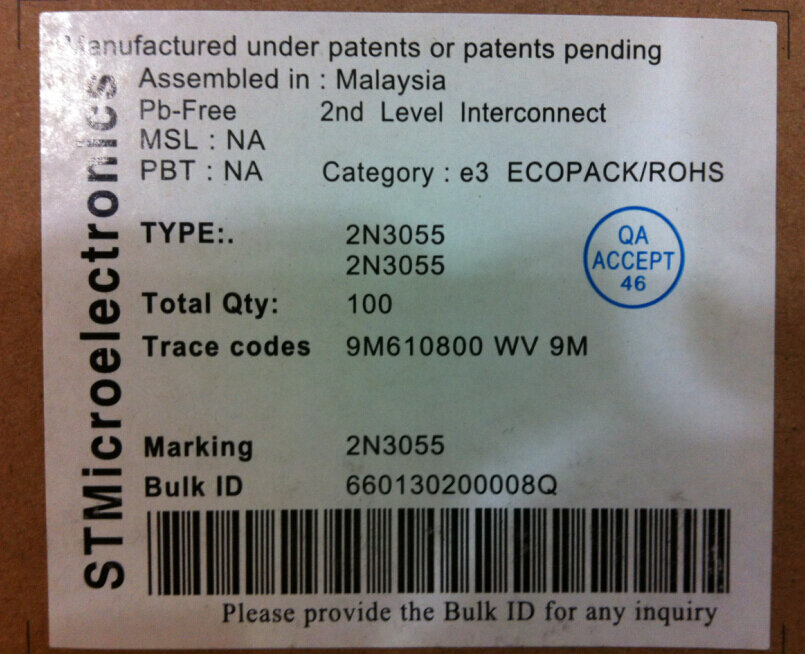 Manufactured under patents or patents pending
Assembled in : Malaysia
Pb-Free 2nd Level Interconnect
MSL : NA
PBT : NA Category : e3 ECOPACK/ROHS
STMicroelectronics
TYPE:. 2N3055
2N3055
QA
ACCEPT
46
Total Qty: 100
Trace codes 9M610800 WV 9M
Marking 2N3055
Bulk ID 660130200008Q
Please provide the Bulk ID for any inquiry